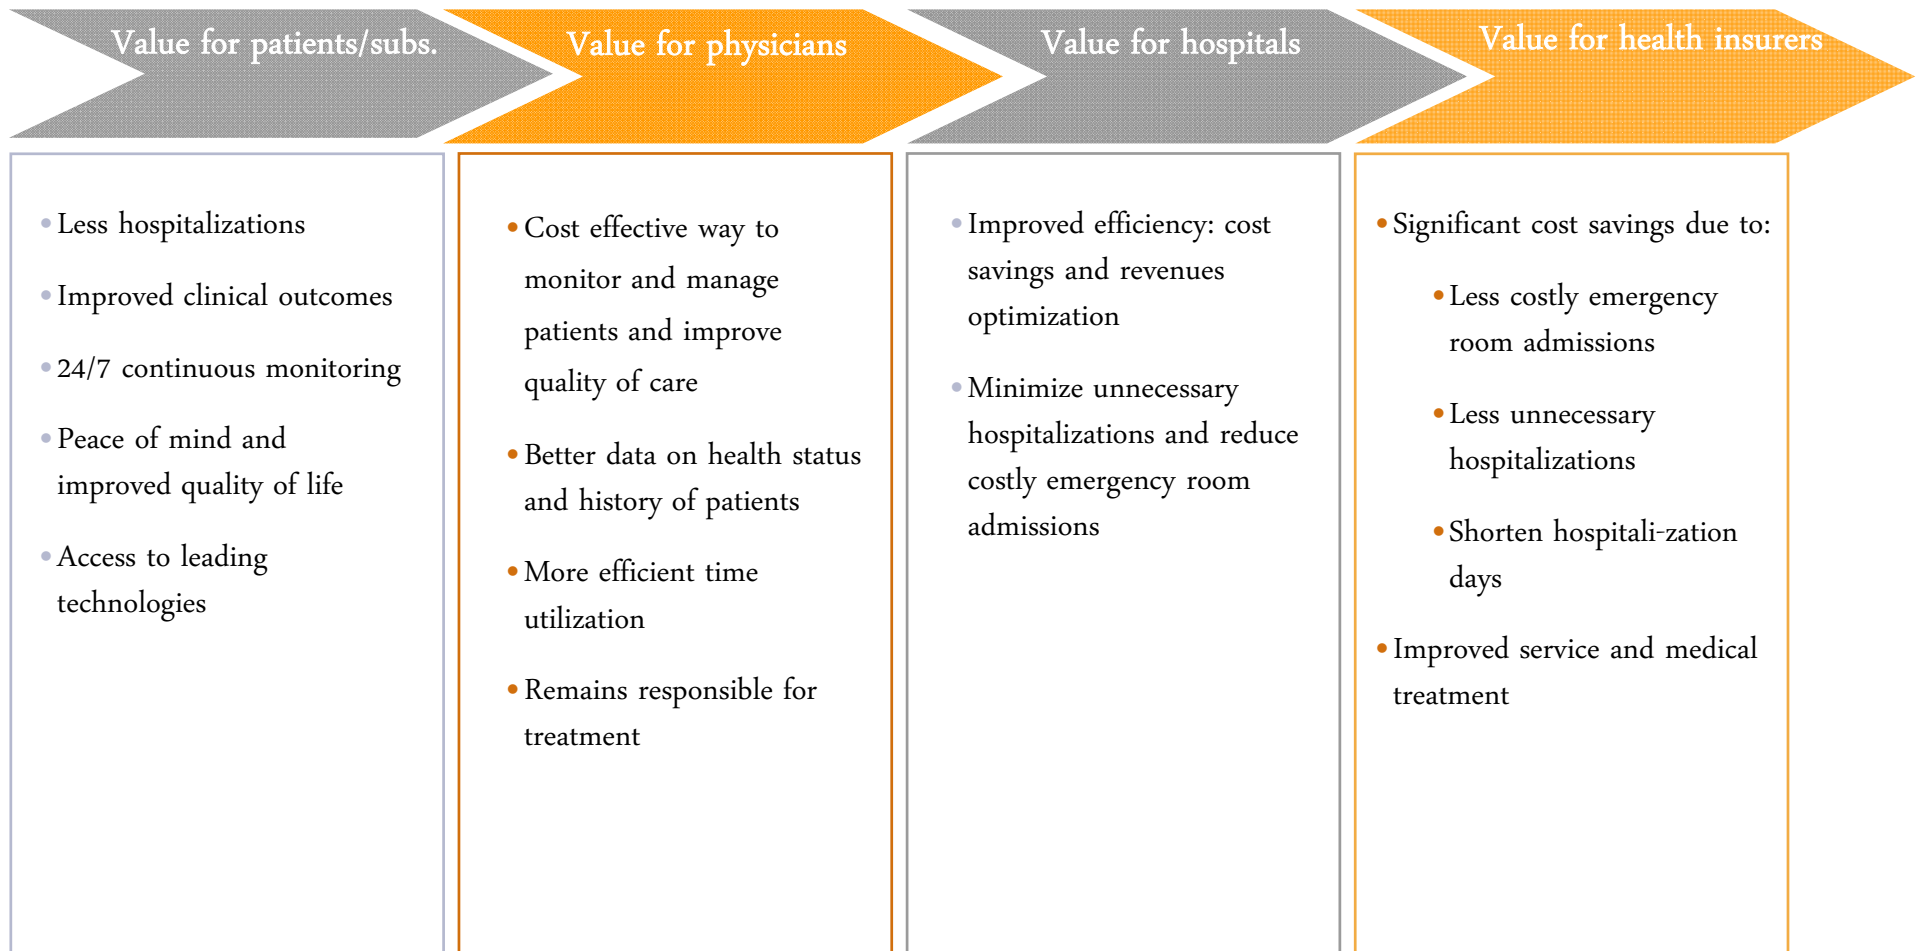 Value for patients/subs.
Value for physicians
Value for hospitals
Value for health insurers
•Less hospitalizations
•Improved clinical outcomes
•24/7 continuous monitoring
•Peace of mind and
improved quality of life
•Access to leading
technologies
•Cost effective way to
monitor and manage
patients and improve
quality of care
•Better data on health status
and history of patients
•More efficient time
utilization
•Remains responsible for
treatment
•Improved efficiency: cost
savings and revenues
optimization
•Minimize unnecessary
hospitalizations and reduce
costly emergency room
admissions
•Significant cost savings due to:
•Less costly emergency
room admissions
•Less unnecessary
hospitalizations
•Shorten hospitali-zation
days
•Improved service and medical
treatment